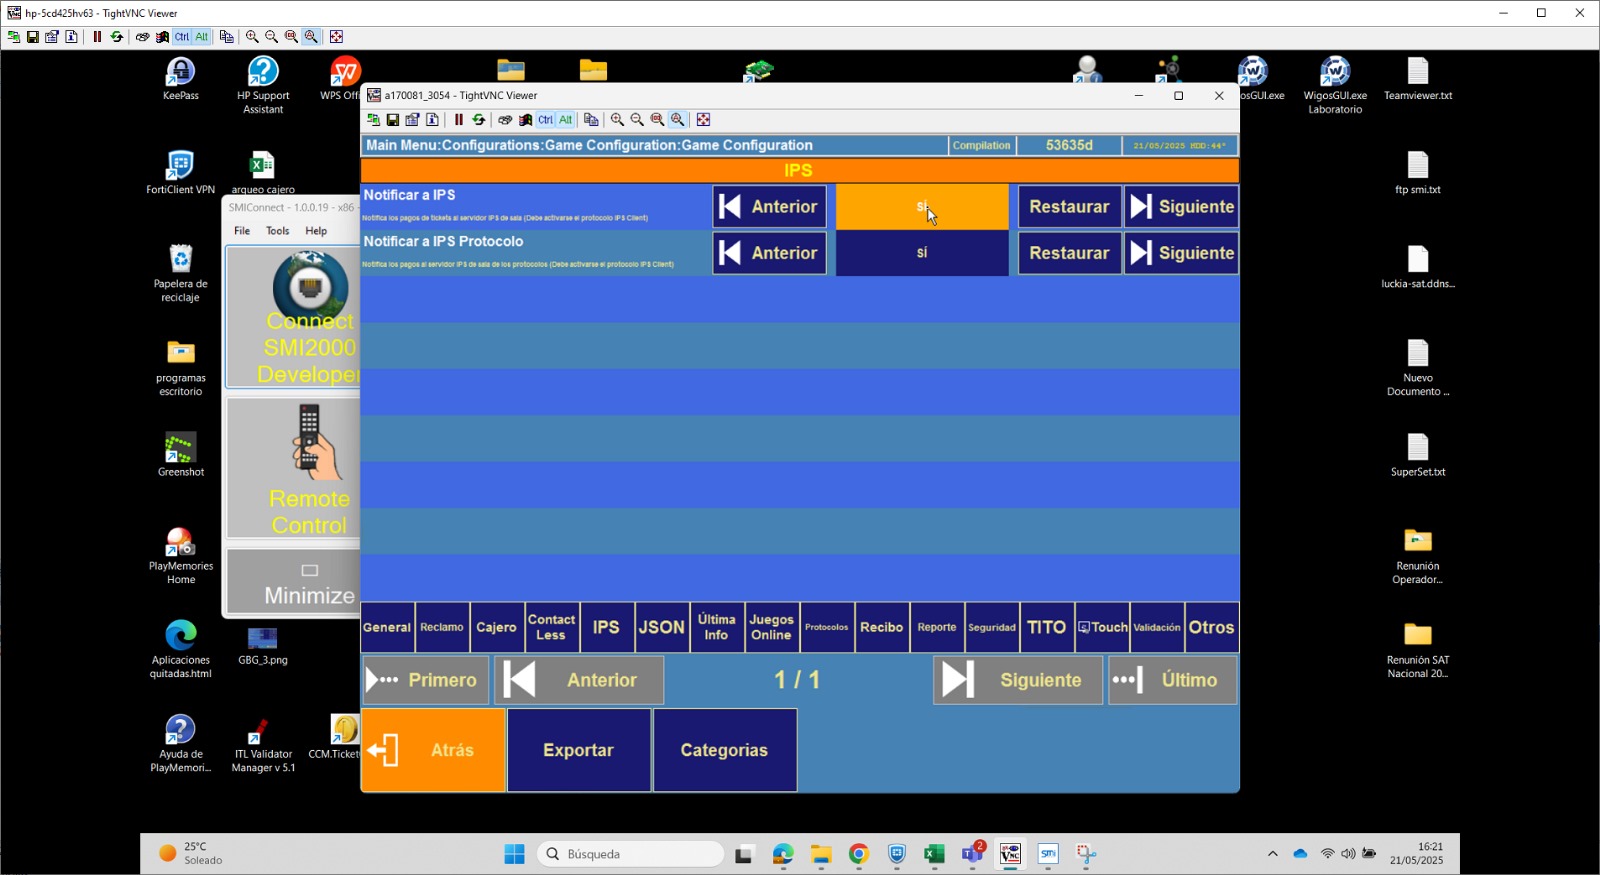 hp-5cd425hv63 - TightVNC Viewer
Ctrl Alt
KeePass
HP Support Assistant
WPS Offi
osGUI.exe
WigosGUI.exe Laboratorio
Teamviewer.txt
FortiClient VPN
arqueo cajero
ftp smi.txt
Papelera de reciclaje
luckia-sat.ddns...
programas escritorio
Nuevo Documento ...
Greenshot
SuperSet.txt
PlayMemories Home
Renunión Operador...
Aplicaciones quitadas.html
GBG_3.png
Renunión SAT Nacional 20...
Ayuda de PlayMemori...
ITL Validator Manager v 5.1
CCM.Ticket
SMIConnect - 1.0.0.19 - x86 -
File Tools Help
Connect
SMI2000
Developer
Remote
Control
Minimize
a170081_3054 - TightVNC Viewer
Ctrl Alt
Main Menu:Configurations:Game Configuration:Game Configuration
Compilation
53635d
21/05/2025 HDD:44°
IPS
Notificar a IPS
Notifica los pagos de tickets al servidor IPS de sala (Debe activarse el protocolo IPS Client)
Anterior
SÍ
Restaurar
Siguiente
Notificar a IPS Protocolo
Notifica los pagos al servidor IPS de sala de los protocolos (Debe activarse el protocolo IPS Client)
Anterior
SÍ
Restaurar
Siguiente
General
Reclamo
Cajero
Contact Less
IPS
JSON
Última Info
Juegos Online
Protocolos
Recibo
Reporte
Seguridad
TITO
Touch
Validación
Otros
Primero
Anterior
1 / 1
Siguiente
Último
Atrás
Exportar
Categorias
25°C
Soleado
Búsqueda
2
16:21
21/05/2025